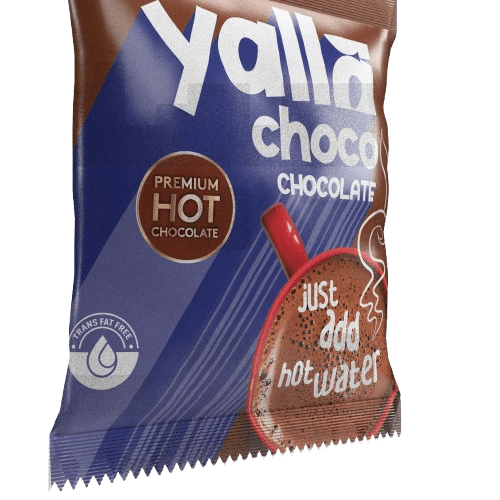 yallā
choco
CHOCOLATE
PREMIUM
HOT
CHOCOLATE
just
add
hot water
TRANS FAT FREE